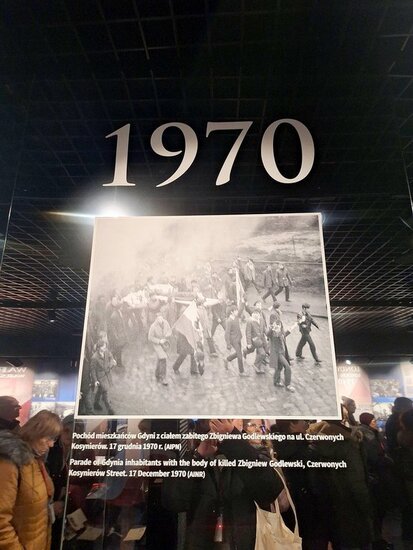 1970
Pochód mieszkańców Gdyni z ciałem zabitego Zbigniewa Godlewskiego na ul. Czerwonych
Kosynierów. 17 grudnia 1970 r. (AIPN)
Parade of Gdynia inhabitants with the body of killed Zbigniew Godlewski, Czerwonych
Kosynierów Street. 17 December 1970 (AINR)